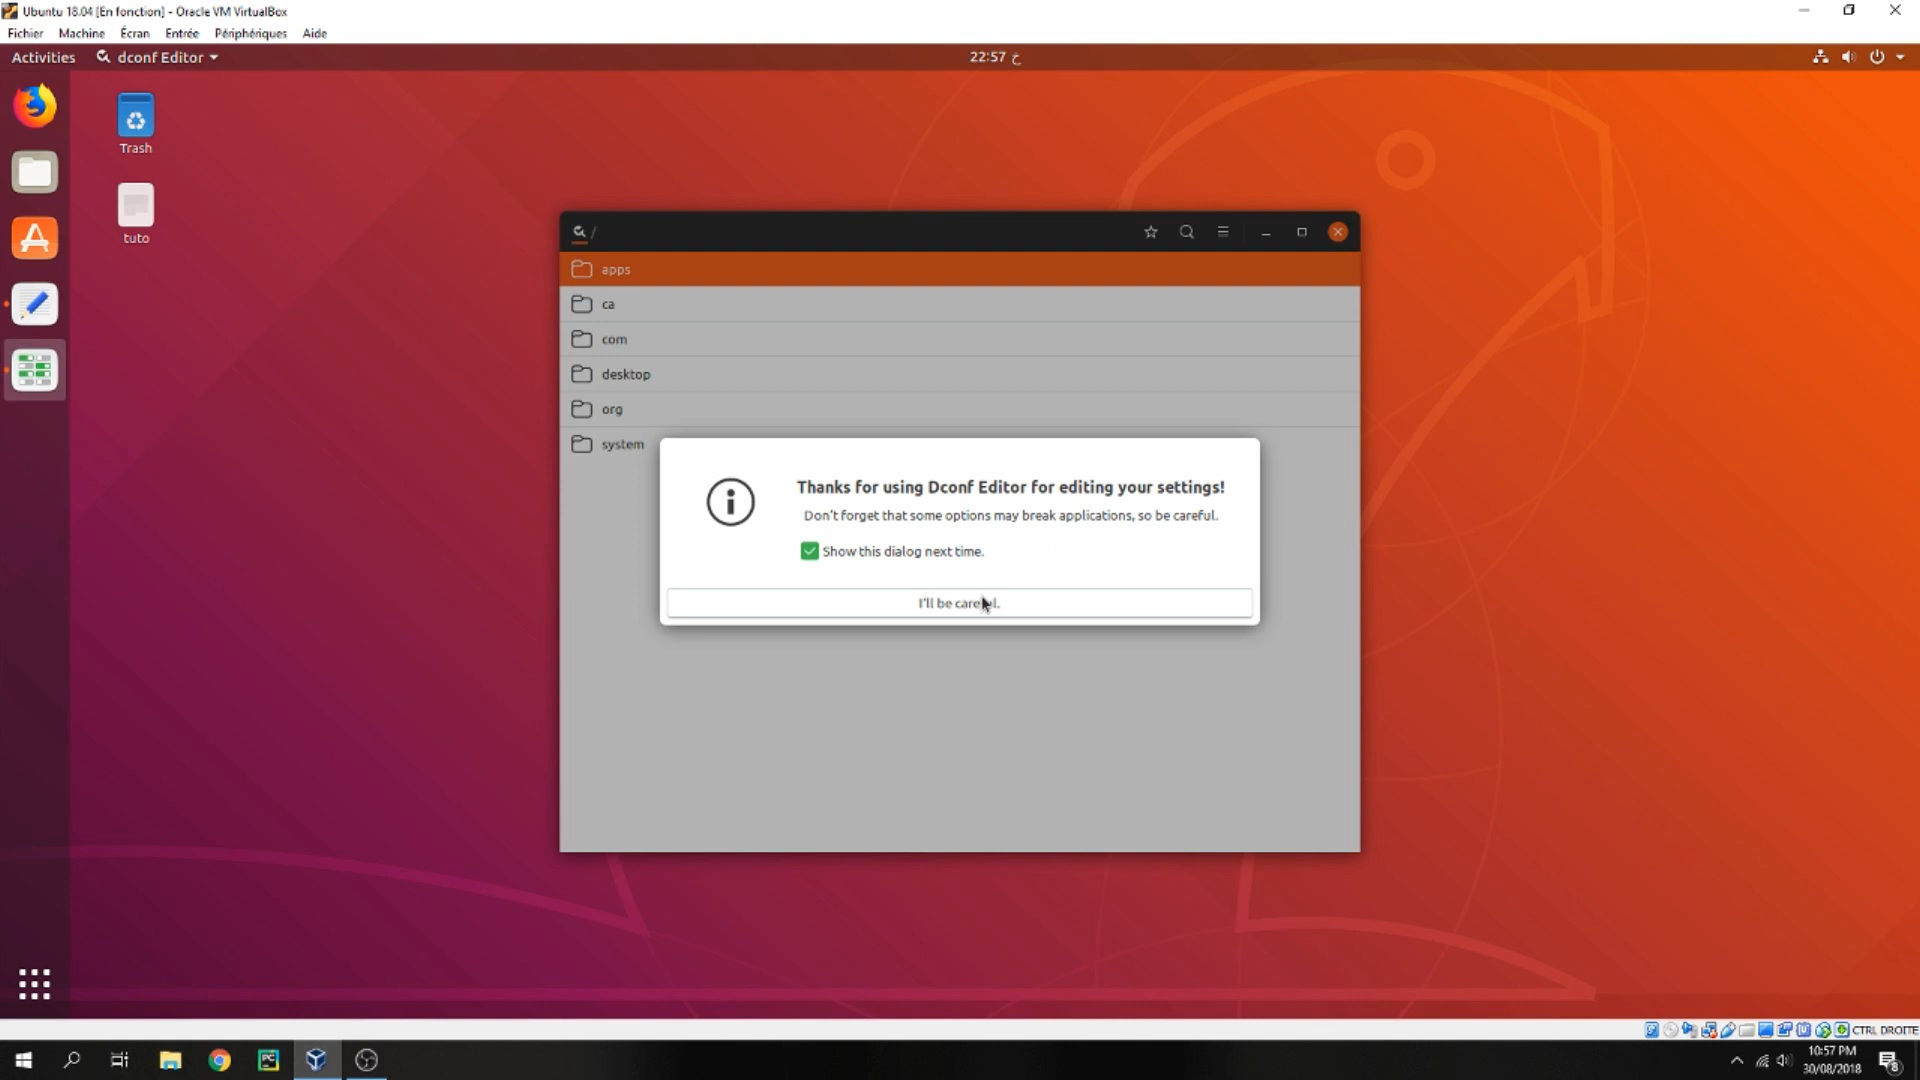 Ubuntu 18.04 [En fonction] - Oracle VM VirtualBox
Fichier Machine Écran Entrée Périphériques Aide
Activities dconf Editor 22:57 خ
Trash
tuto
/
apps
ca
com
desktop
org
system
Thanks for using Dconf Editor for editing your settings!
Don't forget that some options may break applications, so be careful.
Show this dialog next time.
I'll be careful.
CTRL DROITE
PC
10:57 PM
30/08/2018
8